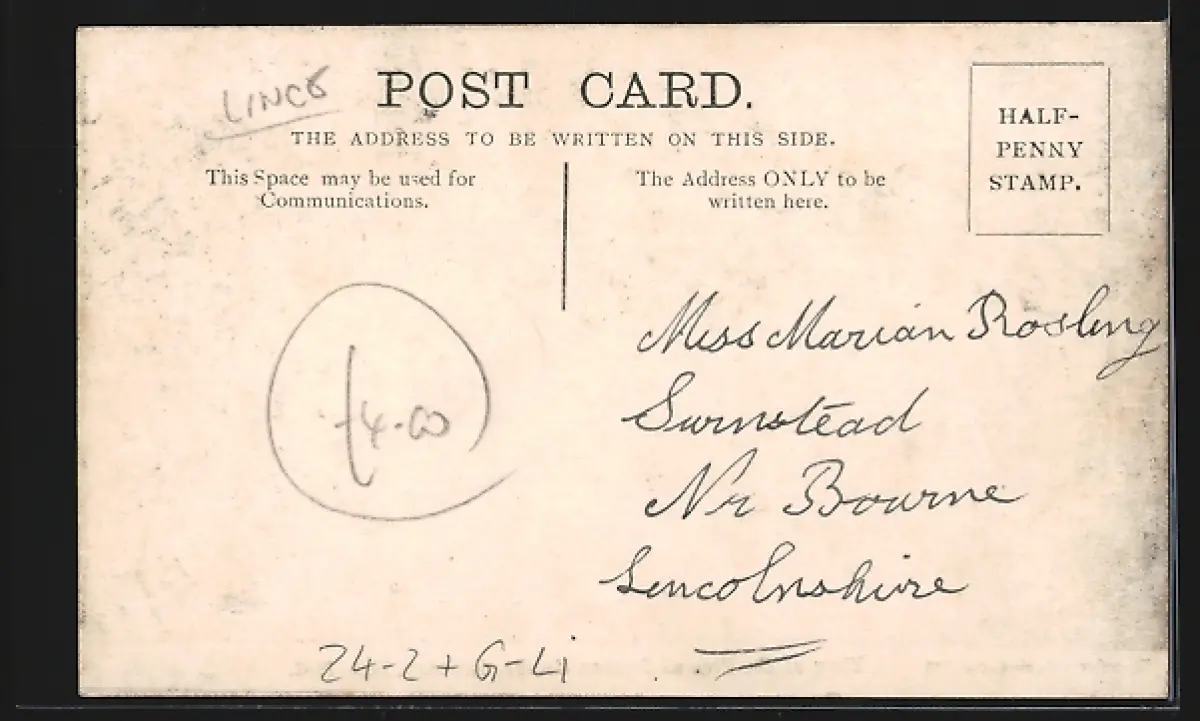 LINCS
POST CARD.
THE ADDRESS TO BE WRITTEN ON THIS SIDE.
This Space may be used for
Communications.
The Address ONLY to be
written here.
HALF-
PENNY
STAMP.
Miss Marian Rosling
Swinstead
Nr Bourne
Lincolnshire
£4.00
24-2+G-Li